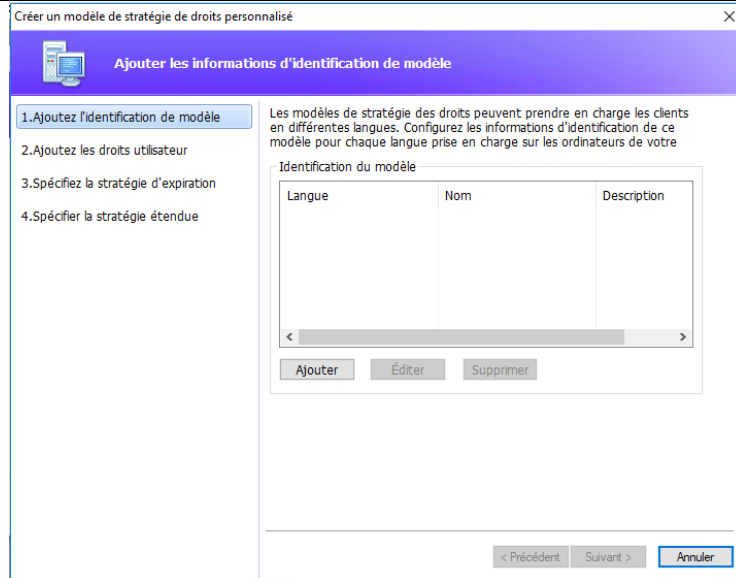 Créer un modèle de stratégie de droits personnalisé
Ajouter les informations d'identification de modèle
1.Ajoutez l'identification de modèle
2.Ajoutez les droits utilisateur
3.Spécifiez la stratégie d'expiration
4.Spécifier la stratégie étendue
Les modèles de stratégie des droits peuvent prendre en charge les clients
en différentes langues. Configurez les informations d'identification de ce
modèle pour chaque langue prise en charge sur les ordinateurs de votre
Identification du modèle
Langue Nom Description
Ajouter Éditer Supprimer
< Précédent Suivant > Annuler